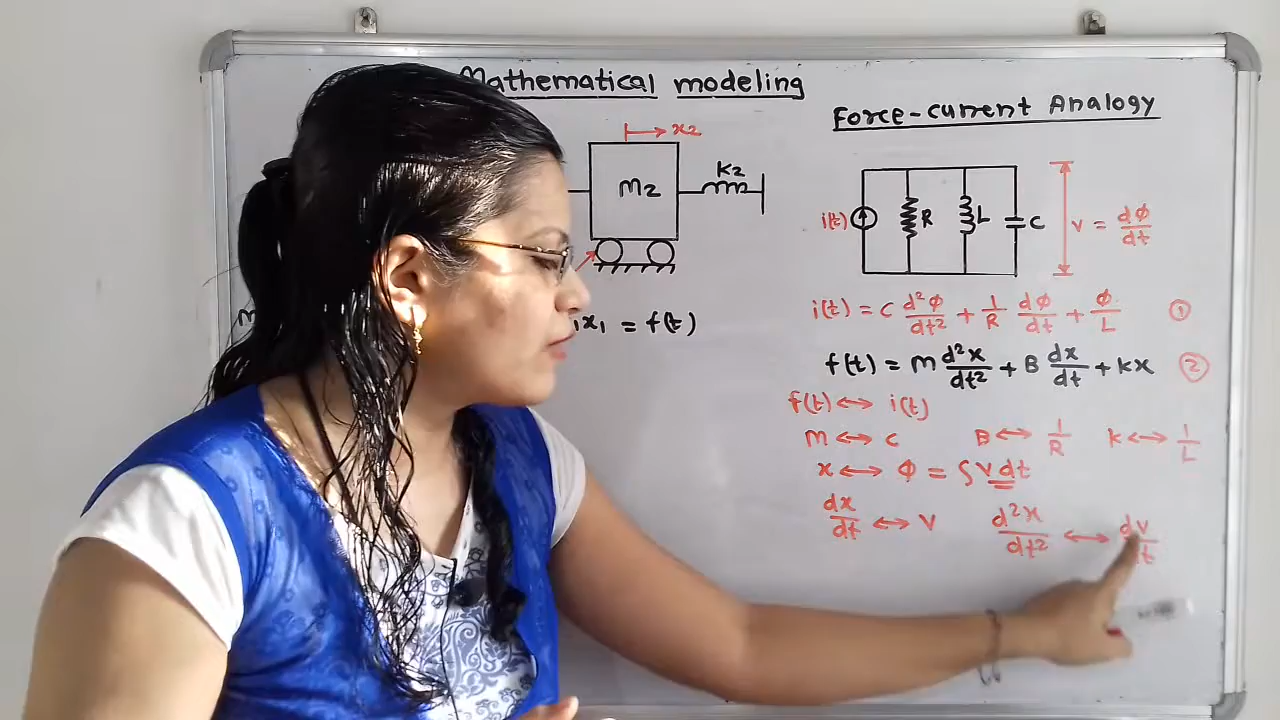 Mathematical modeling
Force-current Analogy
x2
M2
K2
i(t)
R
L
C
v = dφ/dt
i(t) = C d²φ/dt² + 1/R dφ/dt + φ/L ①
x1 = f(t)
f(t) = M d²x/dt² + B dx/dt + Kx ②
f(t) ↔ i(t)
M ↔ C B ↔ 1/R K ↔ 1/L
x ↔ φ = ∫v dt
dx/dt ↔ v d²x/dt² ↔ dv/dt